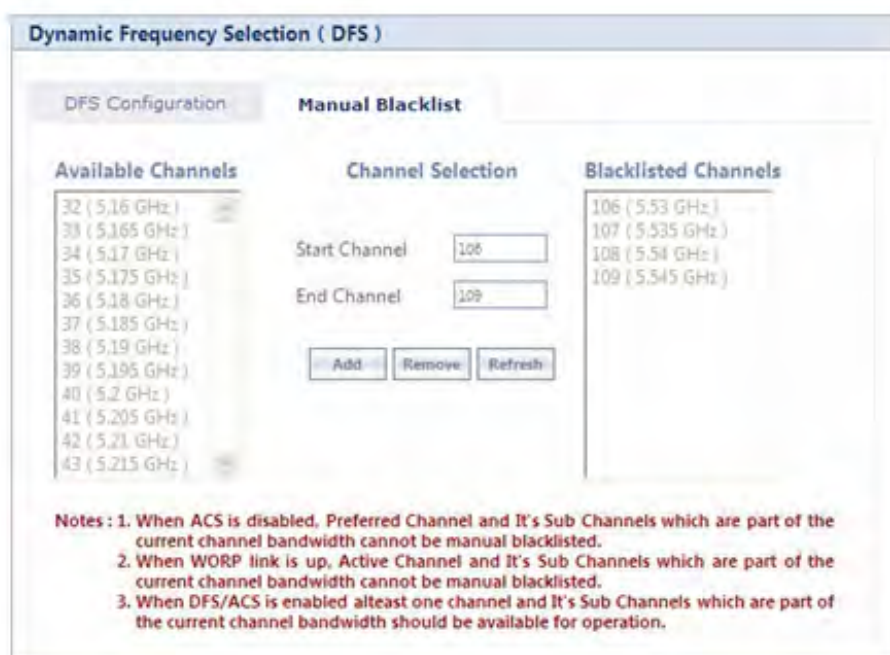 Dynamic Frequency Selection ( DFS )
DFS Configuration
Manual Blacklist
Available Channels
32 ( 5.16 GHz )
33 ( 5.165 GHz )
34 ( 5.17 GHz )
35 ( 5.175 GHz )
36 ( 5.18 GHz )
37 ( 5.185 GHz )
38 ( 5.19 GHz )
39 ( 5.195 GHz )
40 ( 5.2 GHz )
41 ( 5.205 GHz )
42 ( 5.21 GHz )
43 ( 5.215 GHz )
Channel Selection
Start Channel 106
End Channel 109
Add Remove Refresh
Blacklisted Channels
106 ( 5.53 GHz )
107 ( 5.535 GHz )
108 ( 5.54 GHz )
109 ( 5.545 GHz )
Notes : 1. When ACS is disabled, Preferred Channel and It's Sub Channels which are part of the
current channel bandwidth cannot be manual blacklisted.
2. When WORP link is up, Active Channel and It's Sub Channels which are part of the
current channel bandwidth cannot be manual blacklisted.
3. When DFS/ACS is enabled alteast one channel and It's Sub Channels which are part of
the current channel bandwidth should be available for operation.